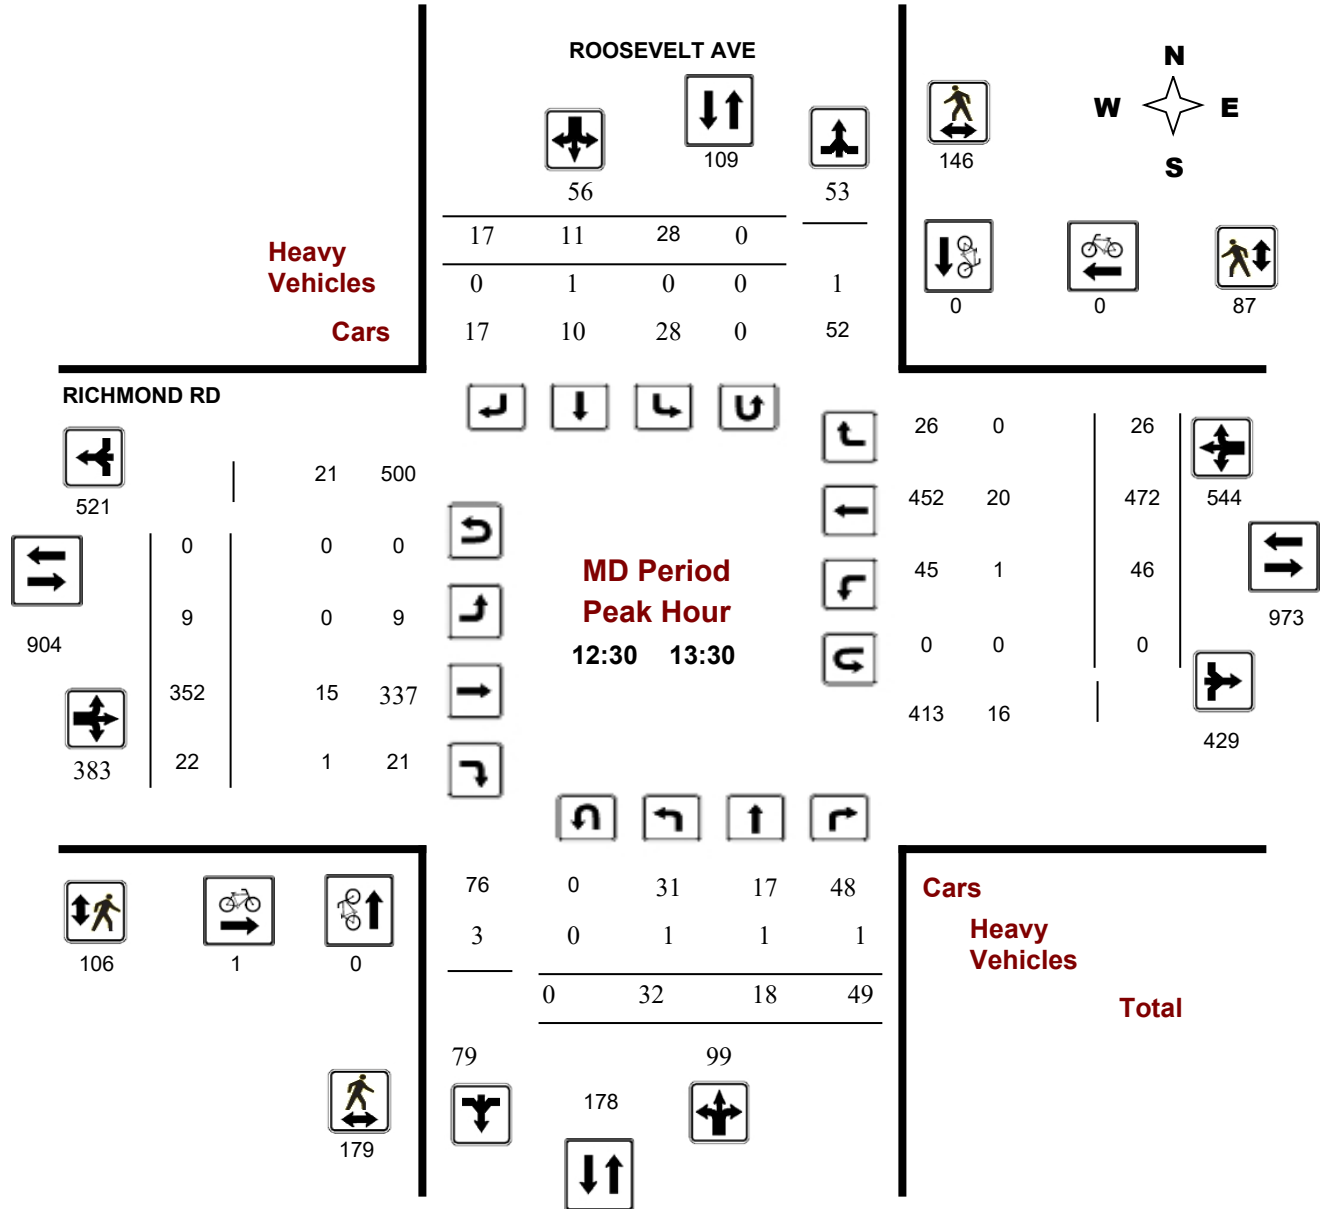 ROOSEVELT AVE
N
W E
S
109
146
56 53
17 11 28 0
Heavy
Vehicles
0 1 0 0 1
0 0 87
Cars
17 10 28 0 52
RICHMOND RD
26 0 26
21 500
521
452 20 472 544
0 0 0
MD Period
45 1 46
Peak Hour
9 0 9
973
904
12:30 13:30
0 0 0
352 15 337
413 16
429
383 22 1 21
76 0 31 17 48
Cars
3 0 1 1 1
Heavy
Vehicles
106 1 0
0 32 18 49
Total
79 99
178
179